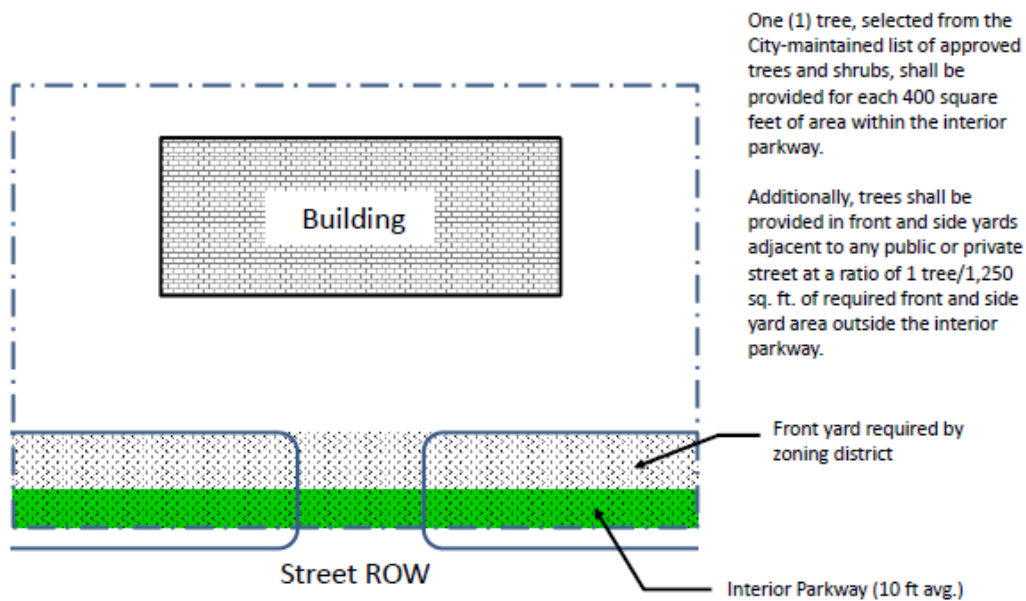 One (1) tree, selected from the
City-maintained list of approved
trees and shrubs, shall be
provided for each 400 square
feet of area within the interior
parkway.
Additionally, trees shall be
provided in front and side yards
adjacent to any public or private
street at a ratio of 1 tree/1,250
sq. ft. of required front and side
yard area outside the interior
parkway.
Building
Front yard required by
zoning district
Street ROW
Interior Parkway (10 ft avg.)